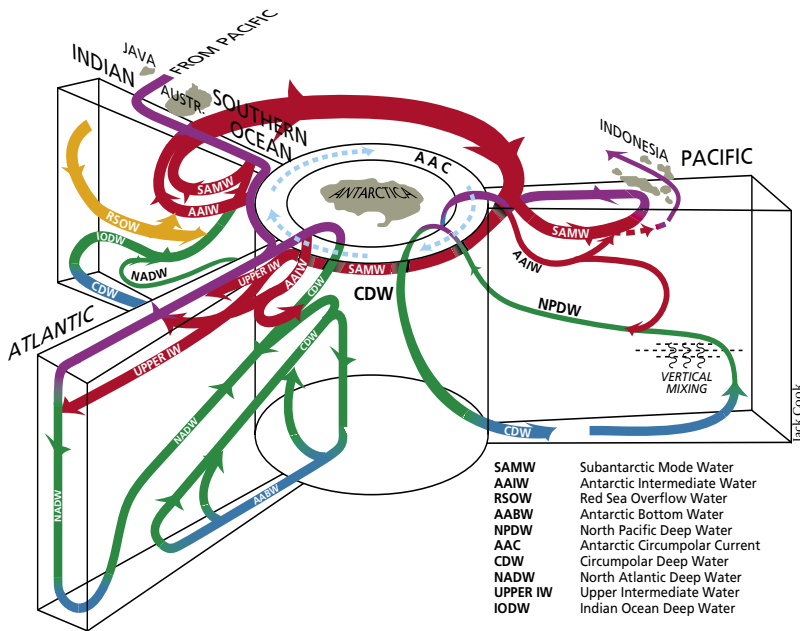 JAVA
INDIAN
FROM PACIFIC
AUSTR.
SOUTHERN
OCEAN
AAC
INDONESIA
PACIFIC
ANTARCTICA
SAMW
AAIW
RSOW
IODW
NADW
CDW
UPPER IW
AAIW
SAMW
CDW
CDW
SAMW
AAIW
NPDW
VERTICAL
MIXING
CDW
ATLANTIC
UPPER IW
CDW
NADW
NADW
AABW
Jack Cook
SAMW Subantarctic Mode Water
AAIW Antarctic Intermediate Water
RSOW Red Sea Overflow Water
AABW Antarctic Bottom Water
NPDW North Pacific Deep Water
AAC Antarctic Circumpolar Current
CDW Circumpolar Deep Water
NADW North Atlantic Deep Water
UPPER IW Upper Intermediate Water
IODW Indian Ocean Deep Water